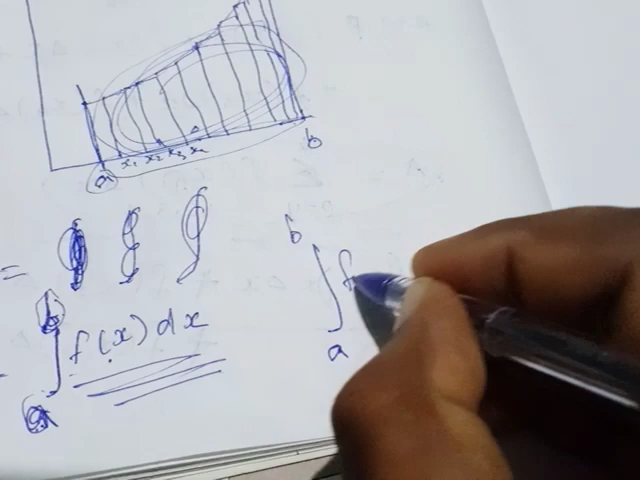 a x₁ x₂ x₃ x₄ b
= ∫ ∫ ∫
b
∫ f(x) dx
a
b
∫ f
a